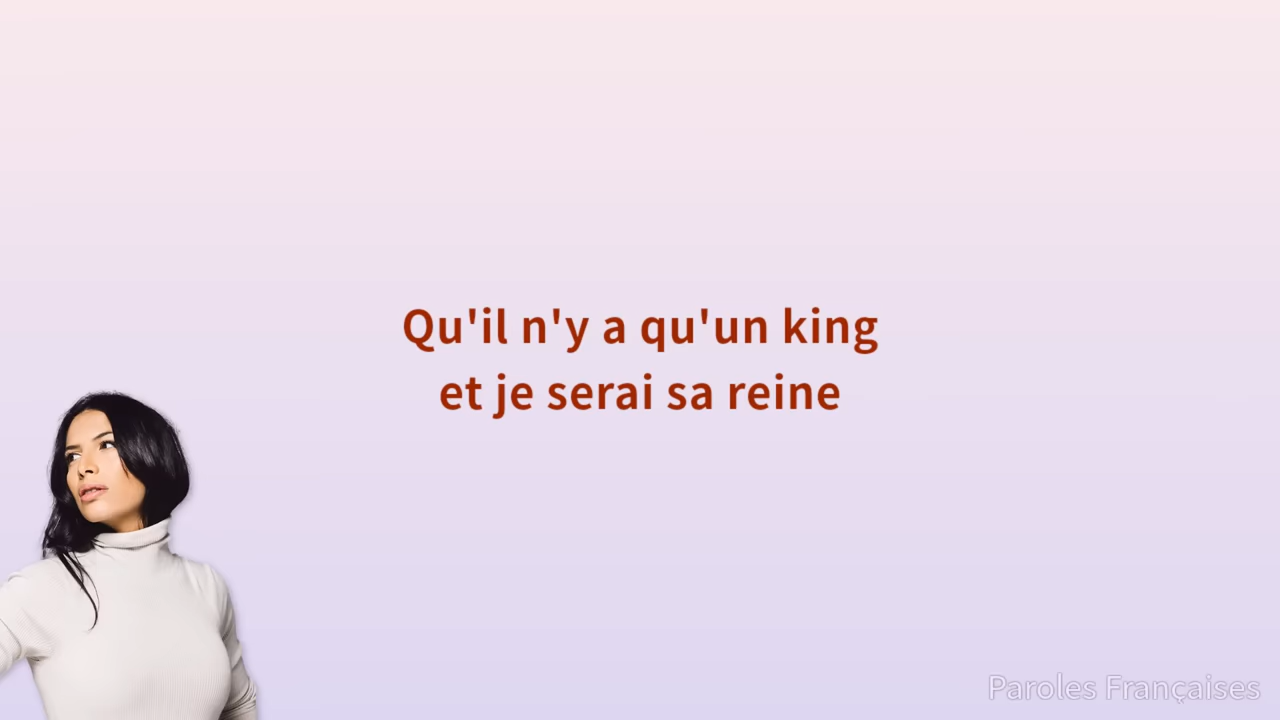 Qu'il n'y a qu'un king
et je serai sa reine
Paroles Françaises